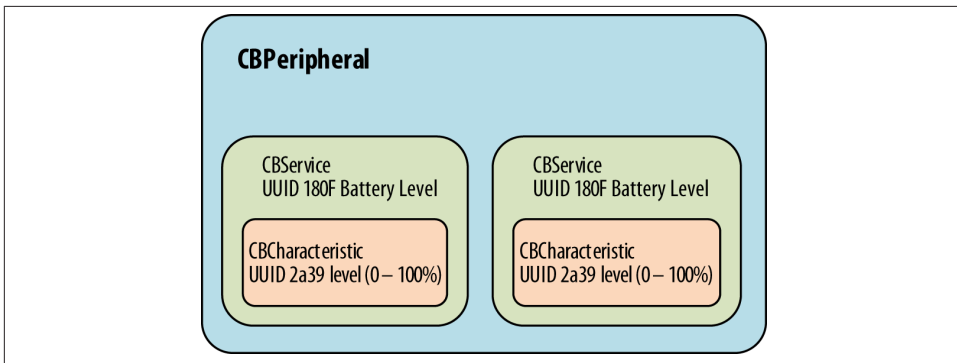 CBPeripheral
CBService
UUID 180F Battery Level
CBCharacteristic
UUID 2a39 level (0 – 100%)
CBService
UUID 180F Battery Level
CBCharacteristic
UUID 2a39 level (0 – 100%)